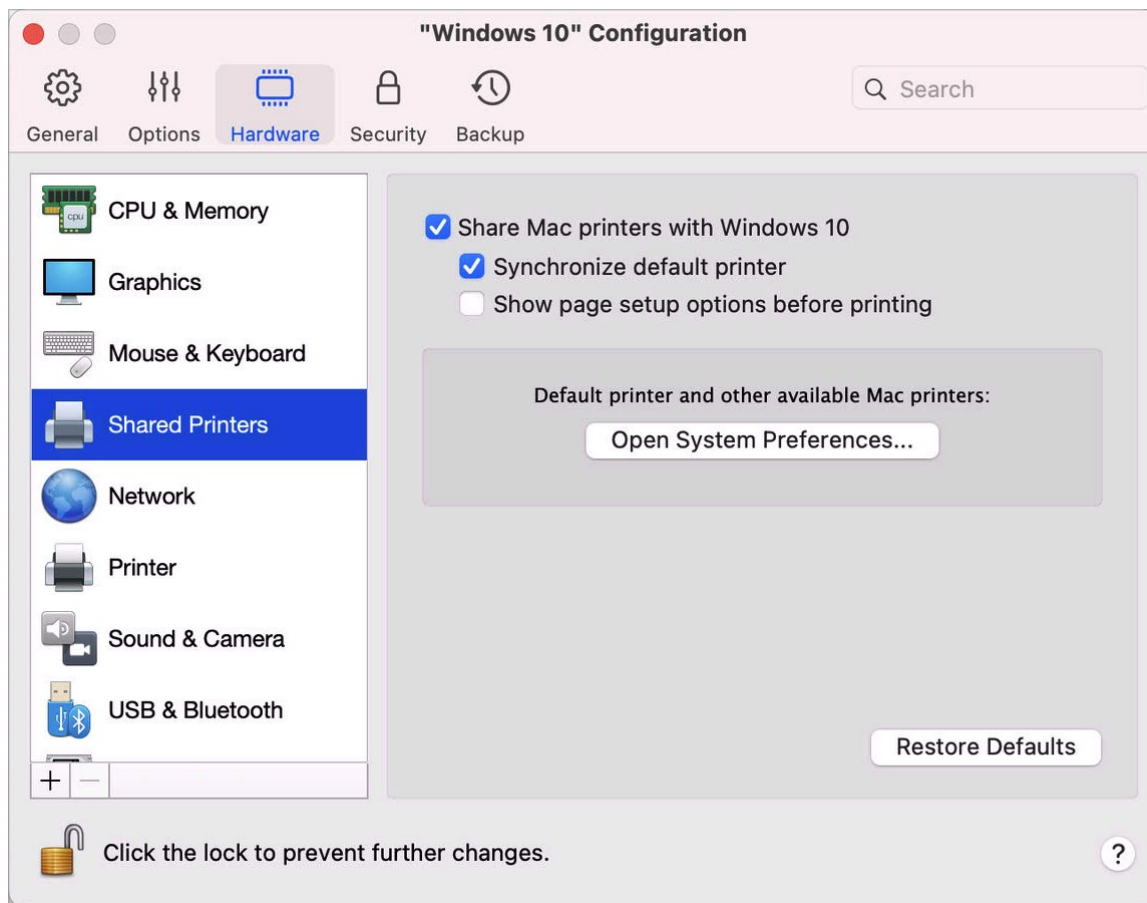 "Windows 10" Configuration
General
Options
Hardware
Security
Backup
Search
CPU & Memory
cpu
Graphics
Mouse & Keyboard
Shared Printers
Network
Printer
Sound & Camera
USB & Bluetooth
+ −
Share Mac printers with Windows 10
Synchronize default printer
Show page setup options before printing
Default printer and other available Mac printers:
Open System Preferences...
Restore Defaults
Click the lock to prevent further changes.
?